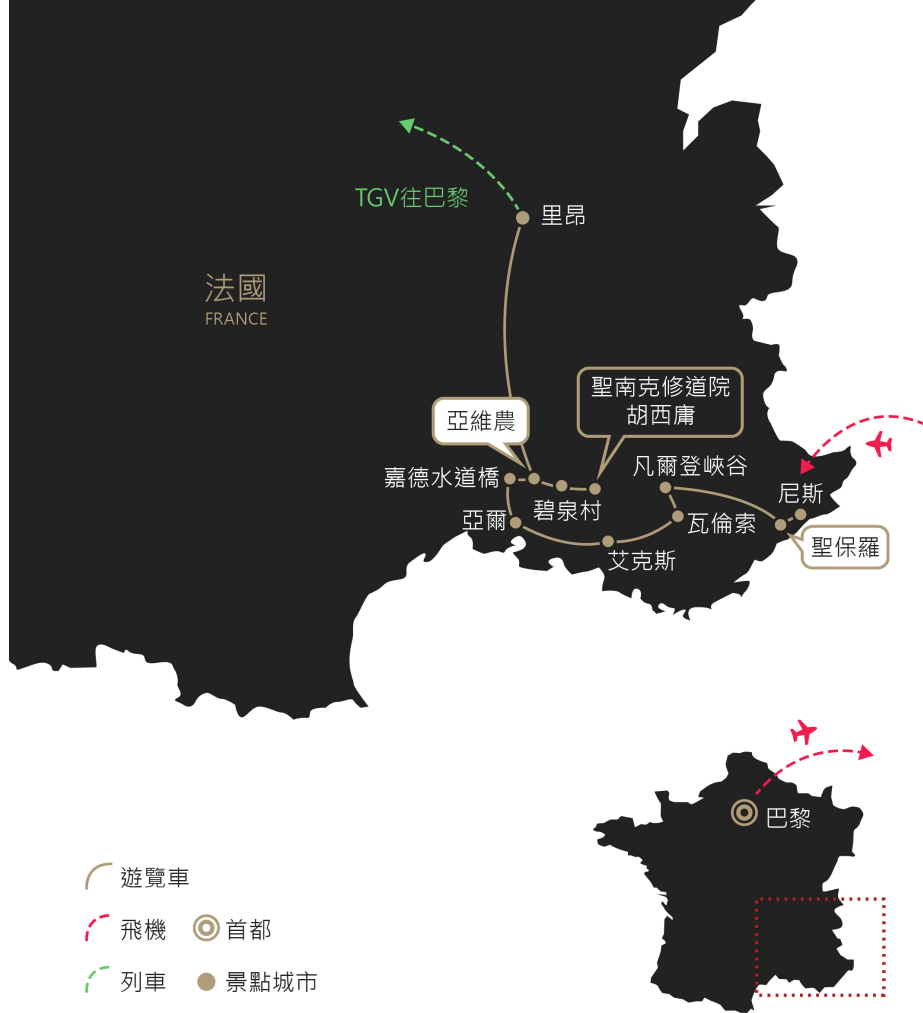 TGV往巴黎
里昂
法國
FRANCE
聖南克修道院
胡西庸
亞維農
嘉德水道橋
凡爾登峽谷
尼斯
碧泉村
亞爾
瓦倫索
聖保羅
艾克斯
巴黎
遊覽車
飛機
首都
列車
景點城市